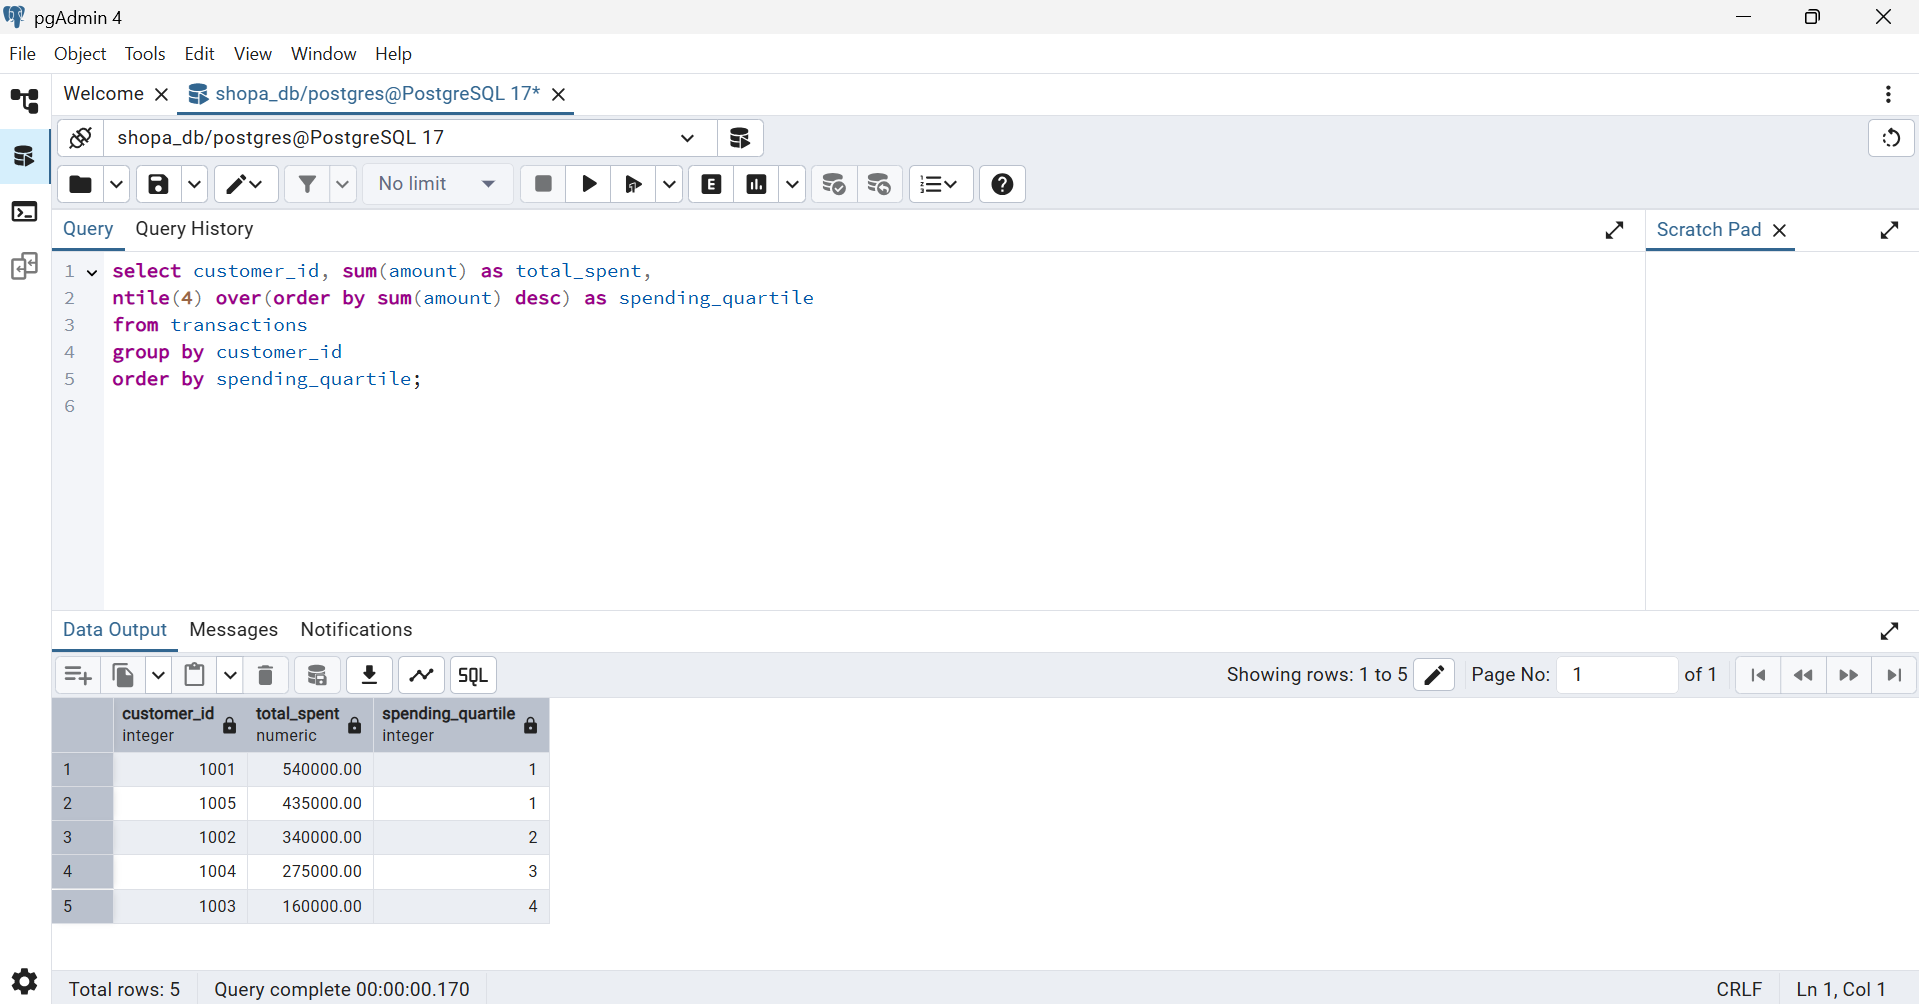 pgAdmin 4
File Object Tools Edit View Window Help
Welcome shopa_db/postgres@PostgreSQL 17*
shopa_db/postgres@PostgreSQL 17
No limit E
Query Query History Scratch Pad
1 select customer_id, sum(amount) as total_spent,
2 ntile(4) over(order by sum(amount) desc) as spending_quartile
3 from transactions
4 group by customer_id
5 order by spending_quartile;
6
Data Output Messages Notifications
SQL Showing rows: 1 to 5 Page No: 1 of 1
customer_id total_spent spending_quartile
integer numeric integer
1 1001 540000.00 1
2 1005 435000.00 1
3 1002 340000.00 2
4 1004 275000.00 3
5 1003 160000.00 4
Total rows: 5 Query complete 00:00:00.170 CRLF Ln 1, Col 1